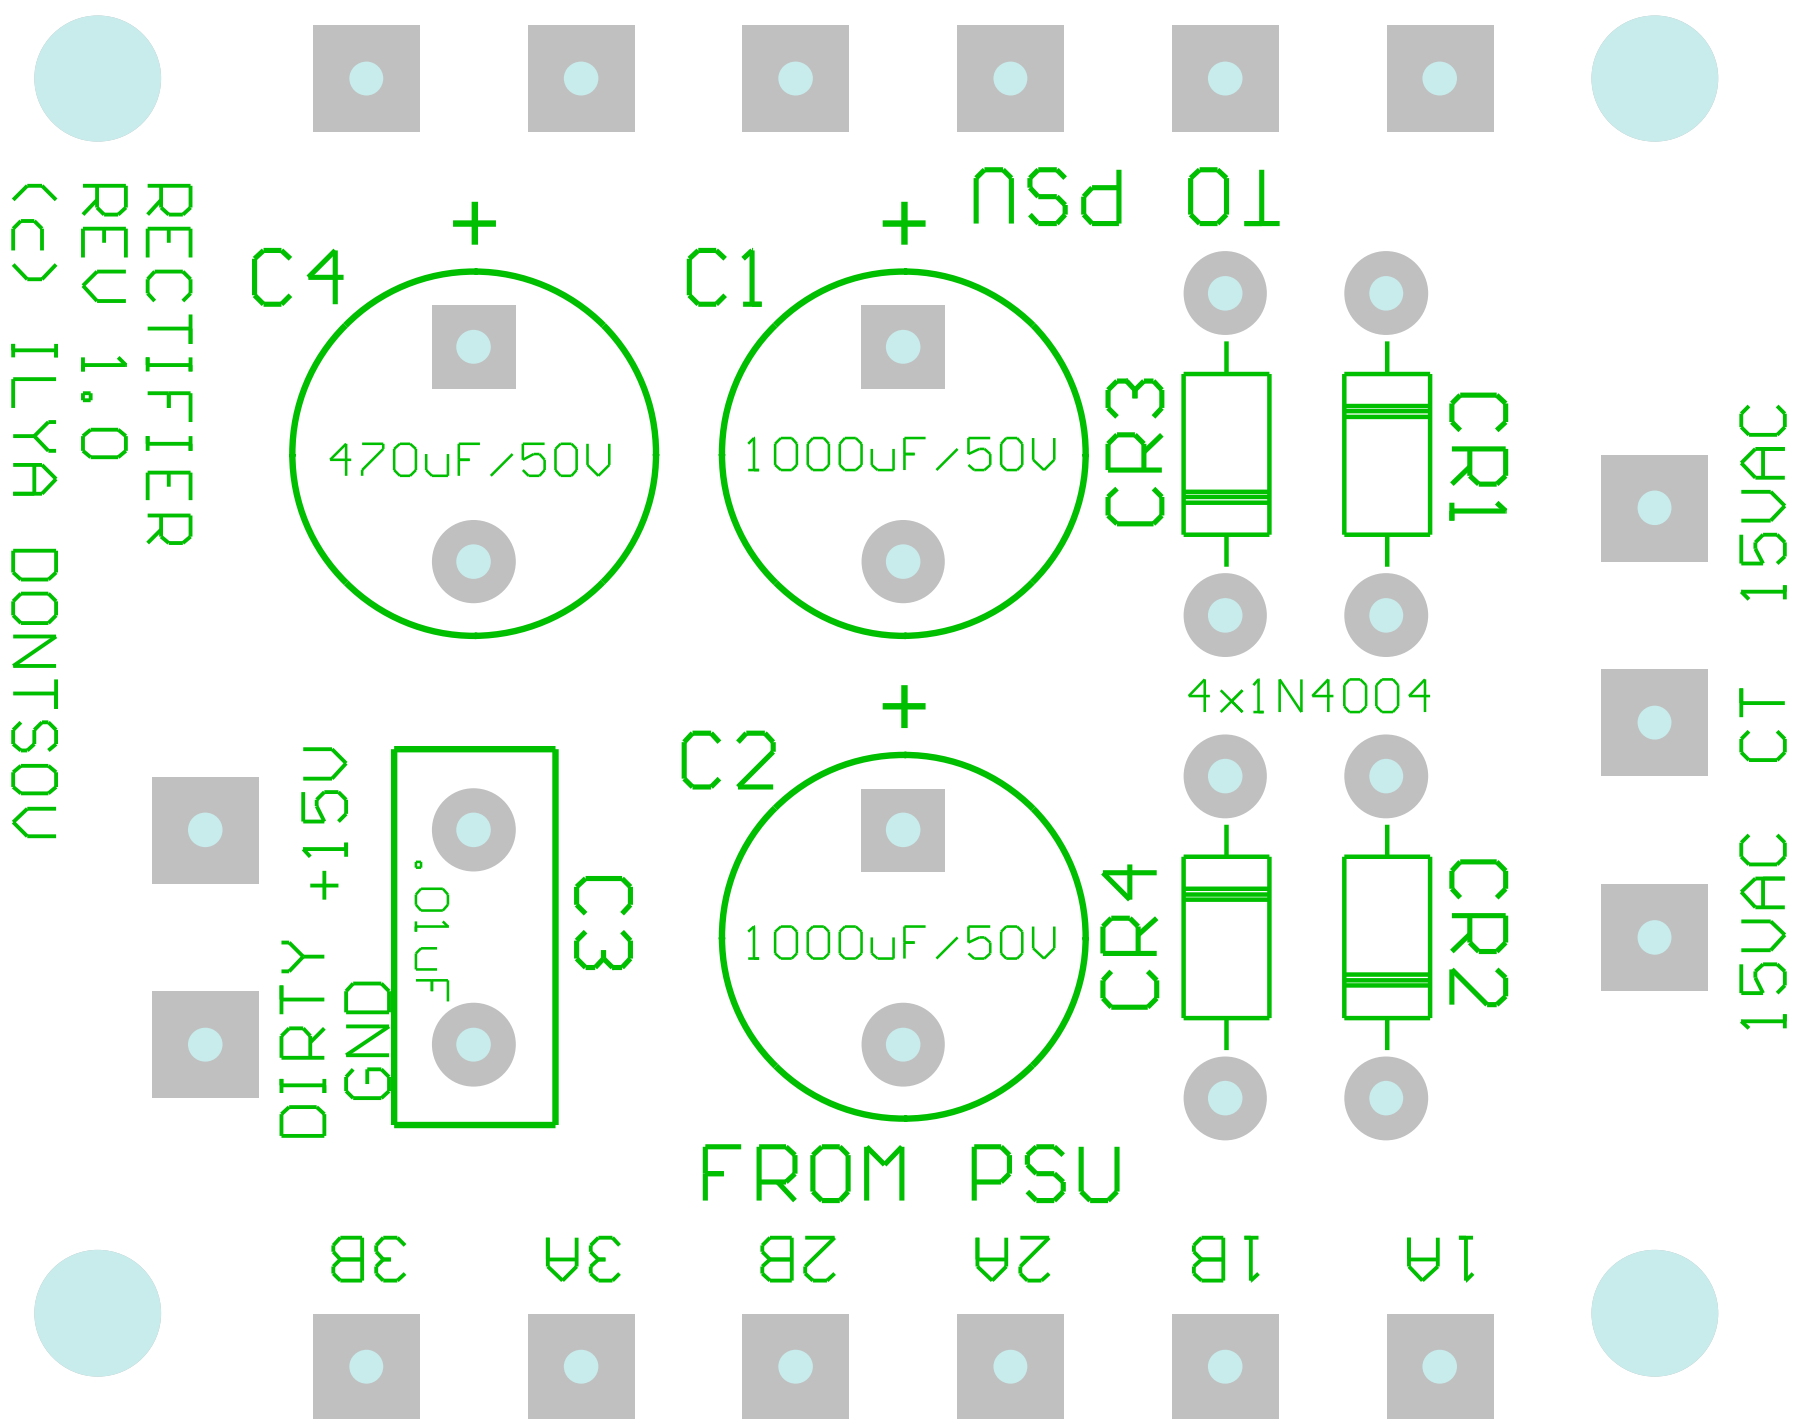 TO PSU
RECTIFIER
REV 1.0
(c) ILYA DONTSOV
C4
+
470uF/50V
C1
+
1000uF/50V
CR3
CR1
4x1N4004
15VAC
CT
15VAC
+15V
DIRTY
GND
.01uF
C3
C2
+
1000uF/50V
CR4
CR2
FROM PSU
3B
3A
2B
2A
1B
1A